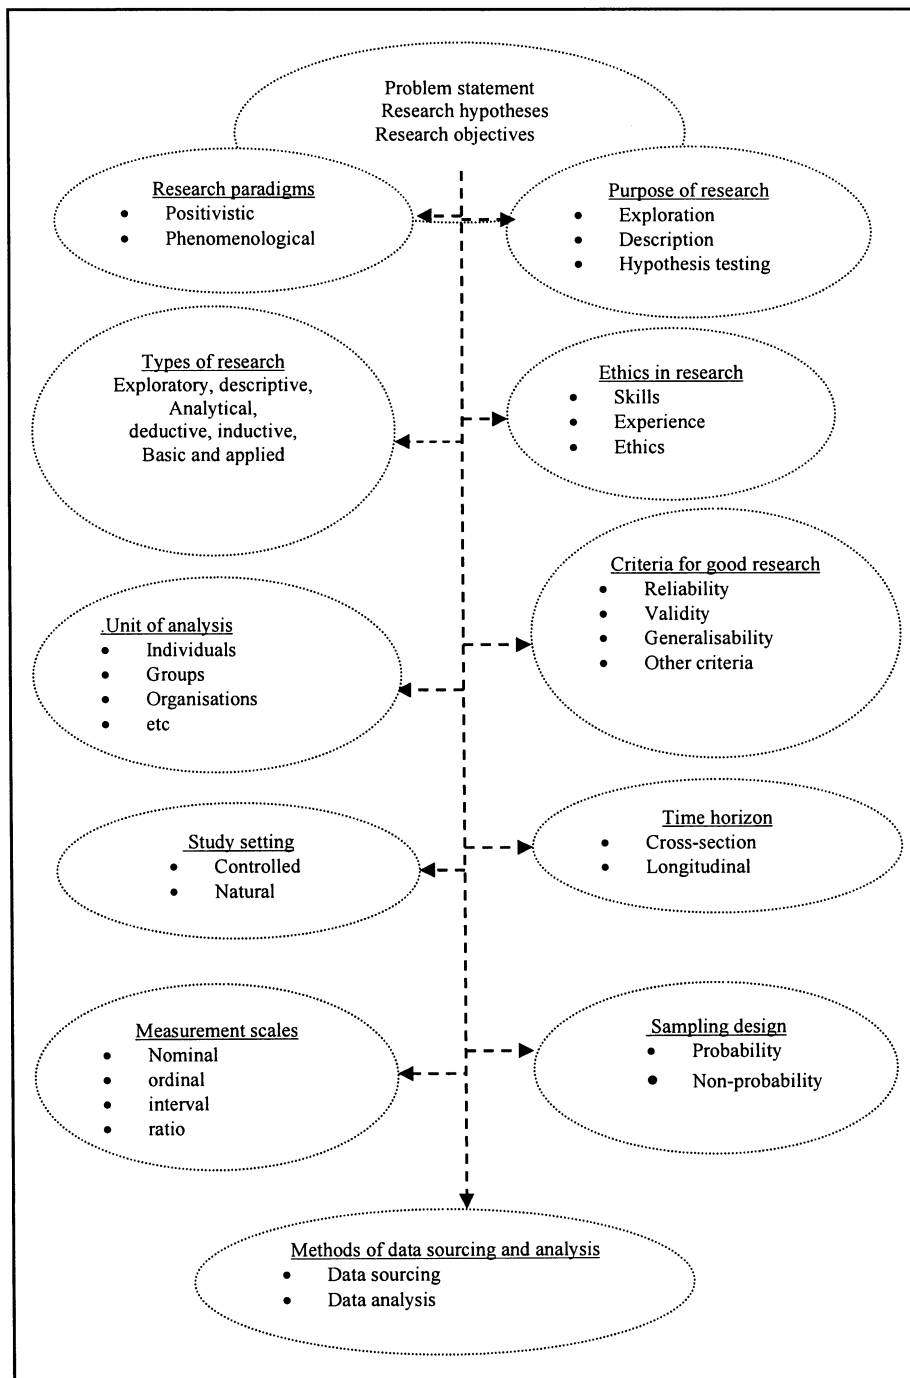 Problem statement
Research hypotheses
Research objectives
Research paradigms
• Positivistic
• Phenomenological
Purpose of research
• Exploration
• Description
• Hypothesis testing
Types of research
Exploratory, descriptive,
Analytical,
deductive, inductive,
Basic and applied
Ethics in research
• Skills
• Experience
• Ethics
Criteria for good research
• Reliability
• Validity
• Generalisability
• Other criteria
.Unit of analysis
• Individuals
• Groups
• Organisations
• etc
Time horizon
• Cross-section
• Longitudinal
Study setting
• Controlled
• Natural
Sampling design
• Probability
• Non-probability
Measurement scales
• Nominal
• ordinal
• interval
• ratio
Methods of data sourcing and analysis
• Data sourcing
• Data analysis